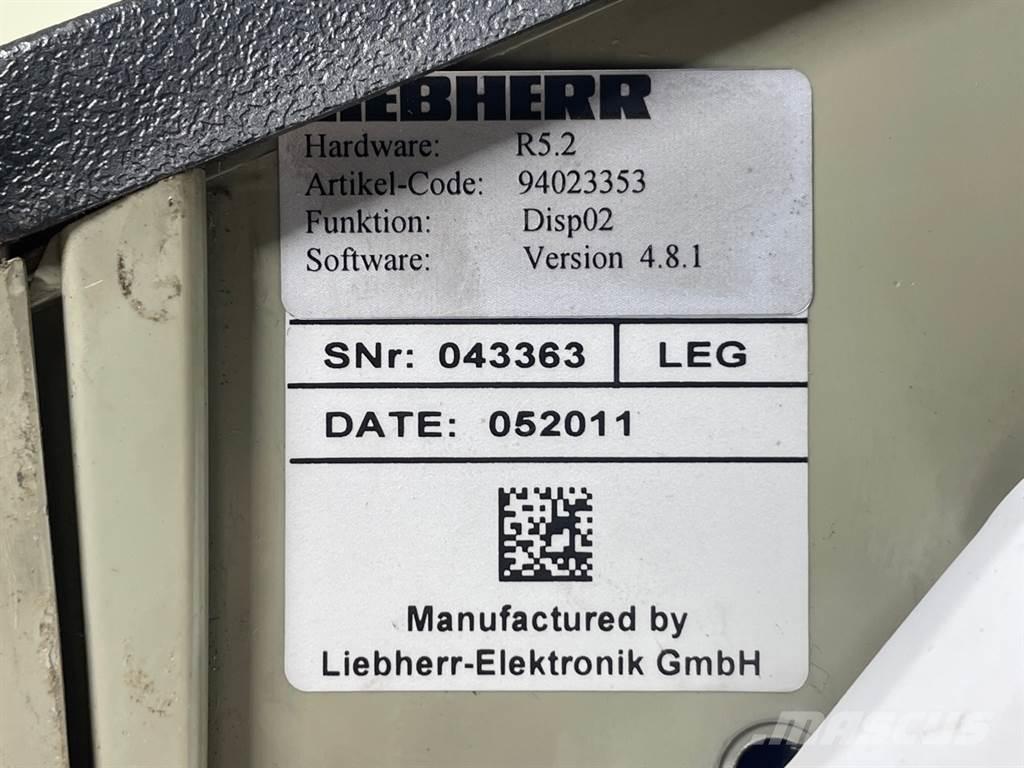 LIEBHERR
Hardware: R5.2
Artikel-Code: 94023353
Funktion: Disp02
Software: Version 4.8.1
SNr: 043363 LEG
DATE: 052011
Manufactured by
Liebherr-Elektronik GmbH
MASCUS